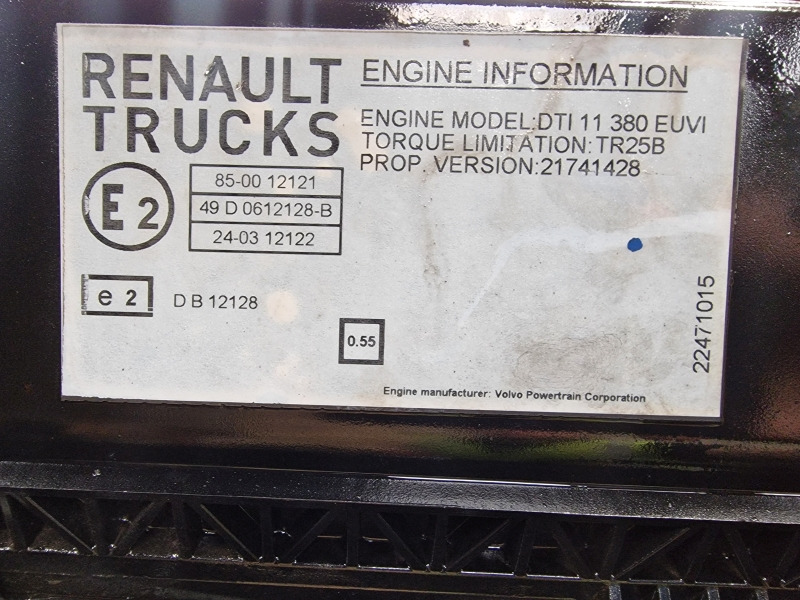 RENAULT
TRUCKS
ENGINE INFORMATION
ENGINE MODEL:DTI 11 380 EUVI
TORQUE LIMITATION:TR25B
PROP. VERSION:21741428
E2
85-00 12121
49 D 0612128-B
24-03 12122
e 2
D B 12128
0.55
22471015
Engine manufacturer: Volvo Powertrain Corporation